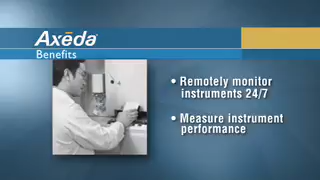 Axeda
Benefits
• Remotely monitor
instruments 24/7
• Measure instrument
performance